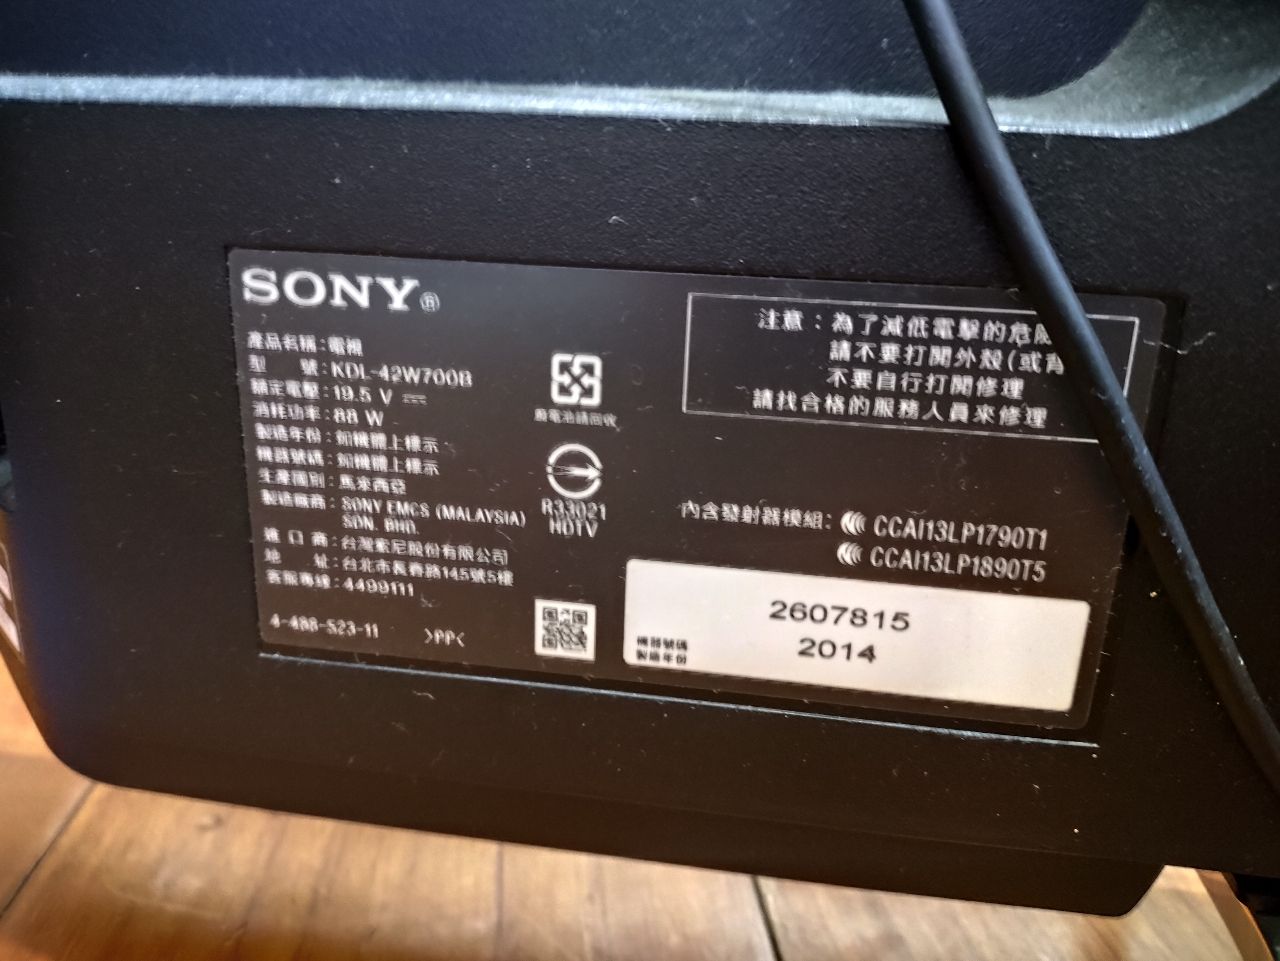 SONY®
產品名稱：電視
型 號：KDL-42W700B
額定電壓：19.5 V ⎓
消耗功率：88 W
製造年份：如機體上標示
機器號碼：如機體上標示
生產國別：馬來西亞
製造廠商：SONY EMCS (MALAYSIA)
SDN. BHD.
進 口 商：台灣索尼股份有限公司
地 址：台北市長春路145號5樓
客服專線：4499111
4-488-523-11 >PP<
廢電池請回收
R33021
HDTV
注意：為了減低電擊的危險
請不要打開外殼(或背
不要自行打開修理
請找合格的服務人員來修理
內含發射器模組： CCAI13LP1790T1
CCAI13LP1890T5
機器號碼 2607815
製造年份 2014